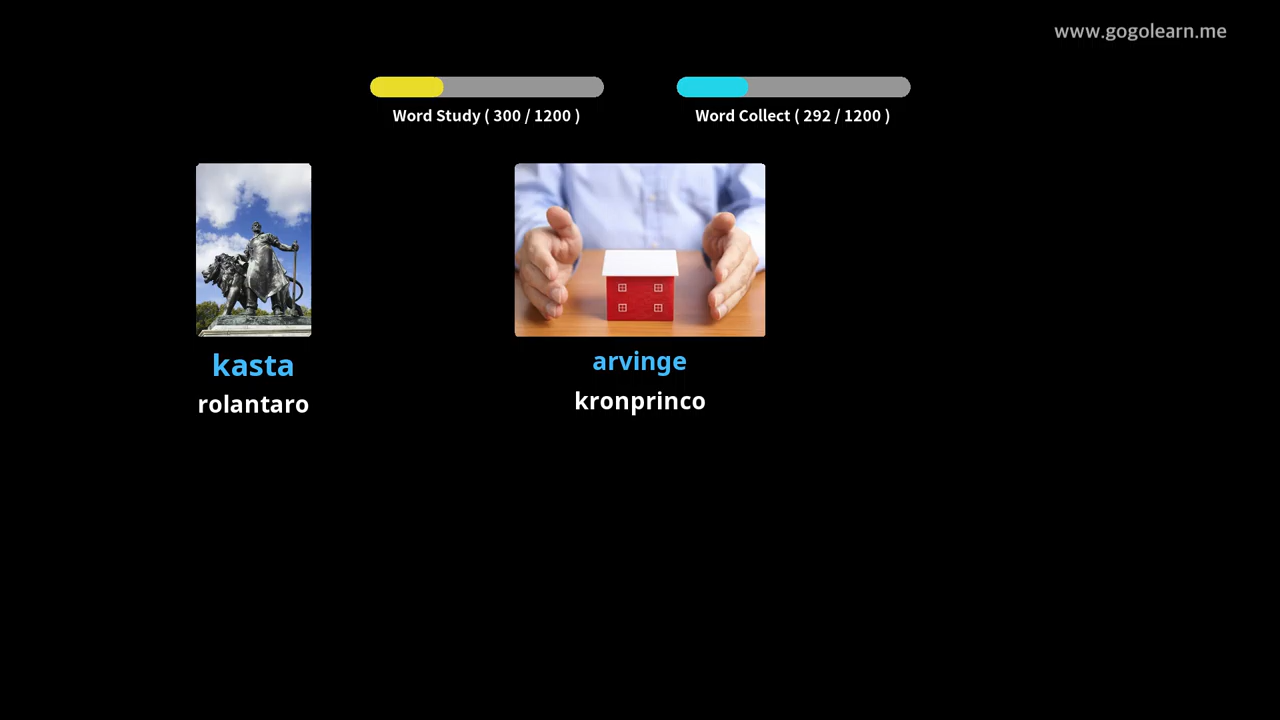 www.gogolearn.me
Word Study ( 300 / 1200 )
Word Collect ( 292 / 1200 )
kasta
rolantaro
arvinge
kronprinco